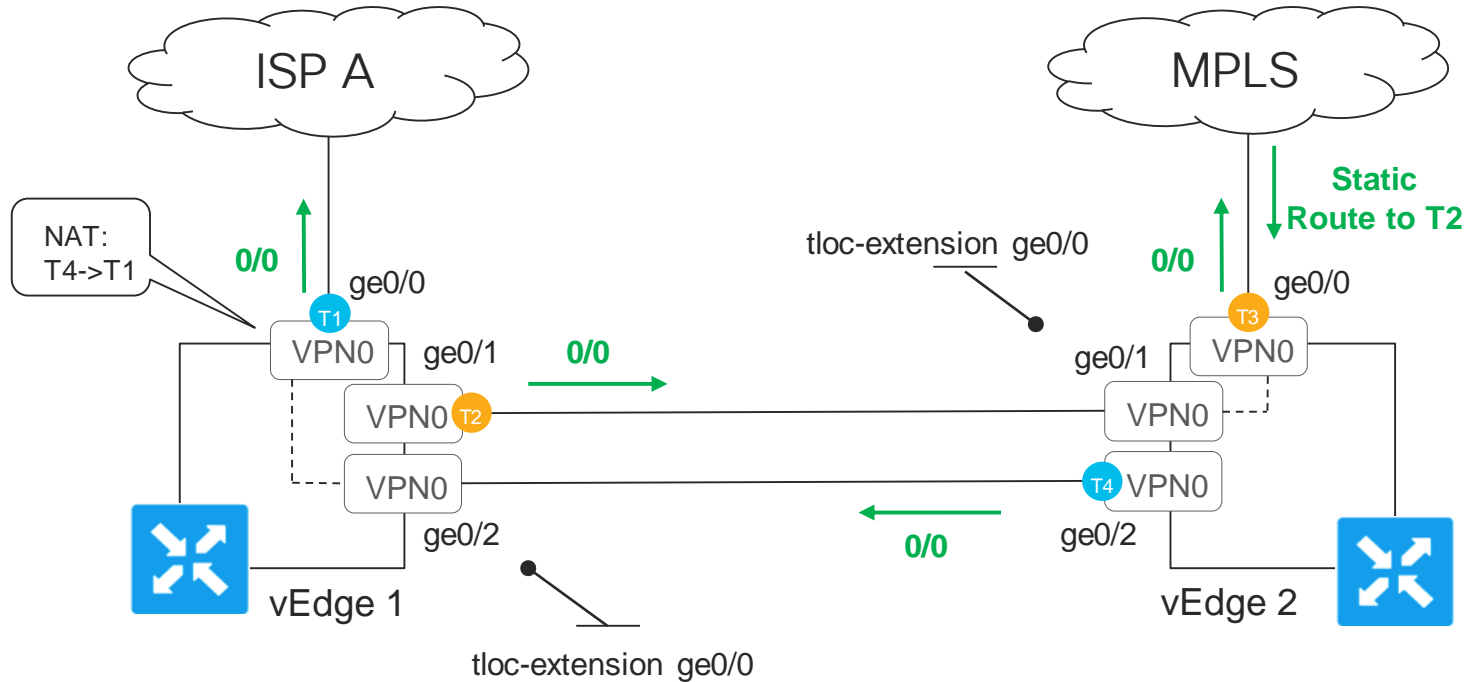 ISP A
MPLS
NAT:
T4->T1
0/0
ge0/0
T1
VPN0
ge0/1
0/0
VPN0
T2
VPN0
ge0/2
vEdge 1
tloc-extension ge0/0
tloc-extension ge0/0
0/0
Static
Route to T2
ge0/0
T3
VPN0
ge0/1
VPN0
T4
VPN0
ge0/2
0/0
vEdge 2